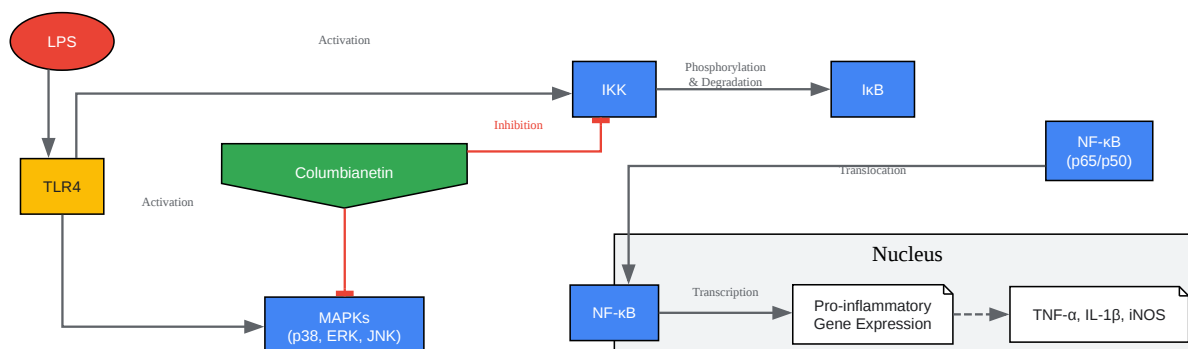 LPS
Activation
IKK
Phosphorylation
& Degradation
IκB
Inhibition
NF-κB
(p65/p50)
Columbianetin
Translocation
TLR4
Activation
Nucleus
MAPKs
(p38, ERK, JNK)
NF-κB
Transcription
Pro-inflammatory
Gene Expression
TNF-α, IL-1β, iNOS